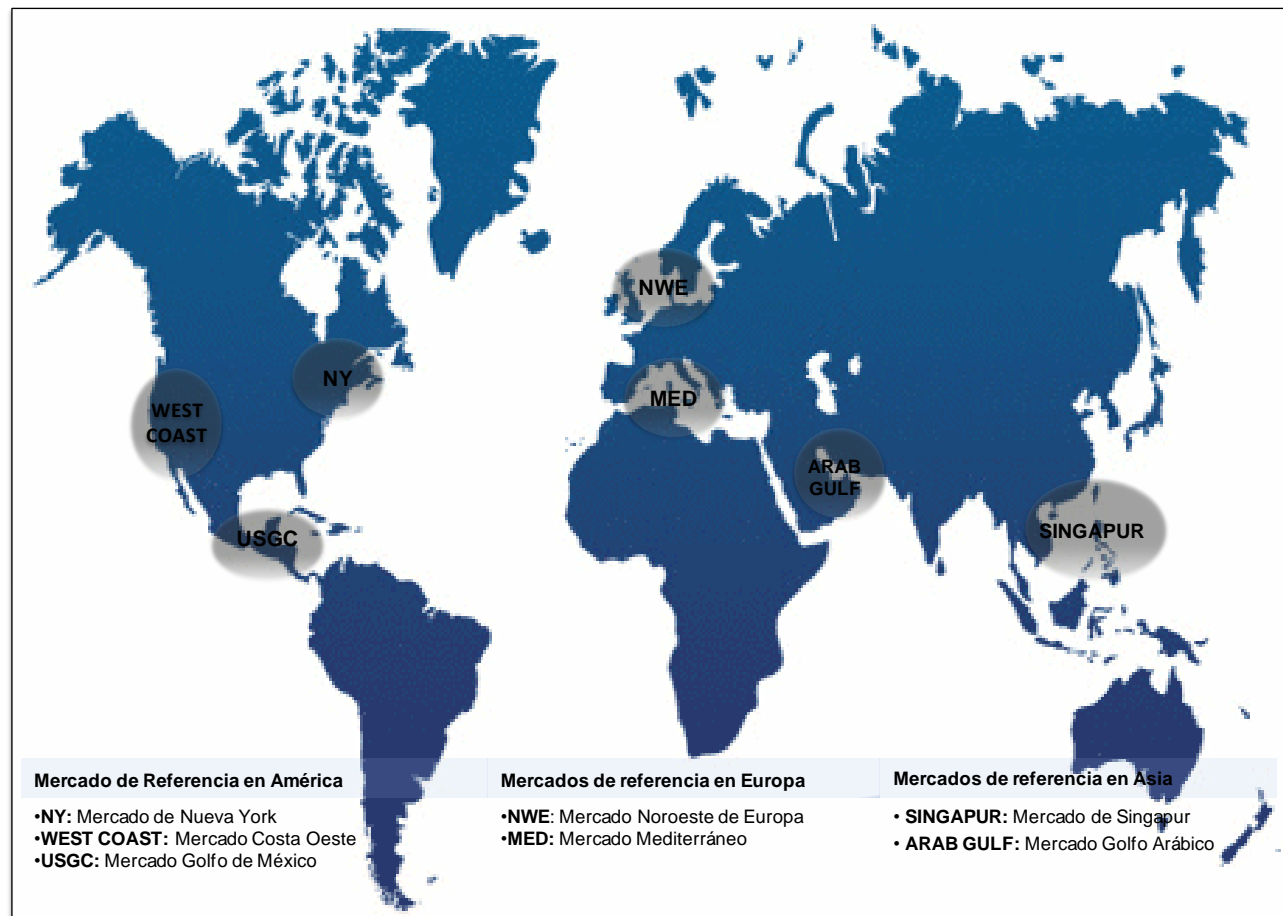 NWE
NY
MED
WEST
COAST
ARAB
GULF
SINGAPUR
USGC
Mercado de Referencia en América
•NY: Mercado de Nueva York
•WEST COAST: Mercado Costa Oeste
•USGC: Mercado Golfo de México
Mercados de referencia en Europa
•NWE: Mercado Noroeste de Europa
•MED: Mercado Mediterráneo
Mercados de referencia en Asia
• SINGAPUR: Mercado de Singapur
• ARAB GULF: Mercado Golfo Arábico